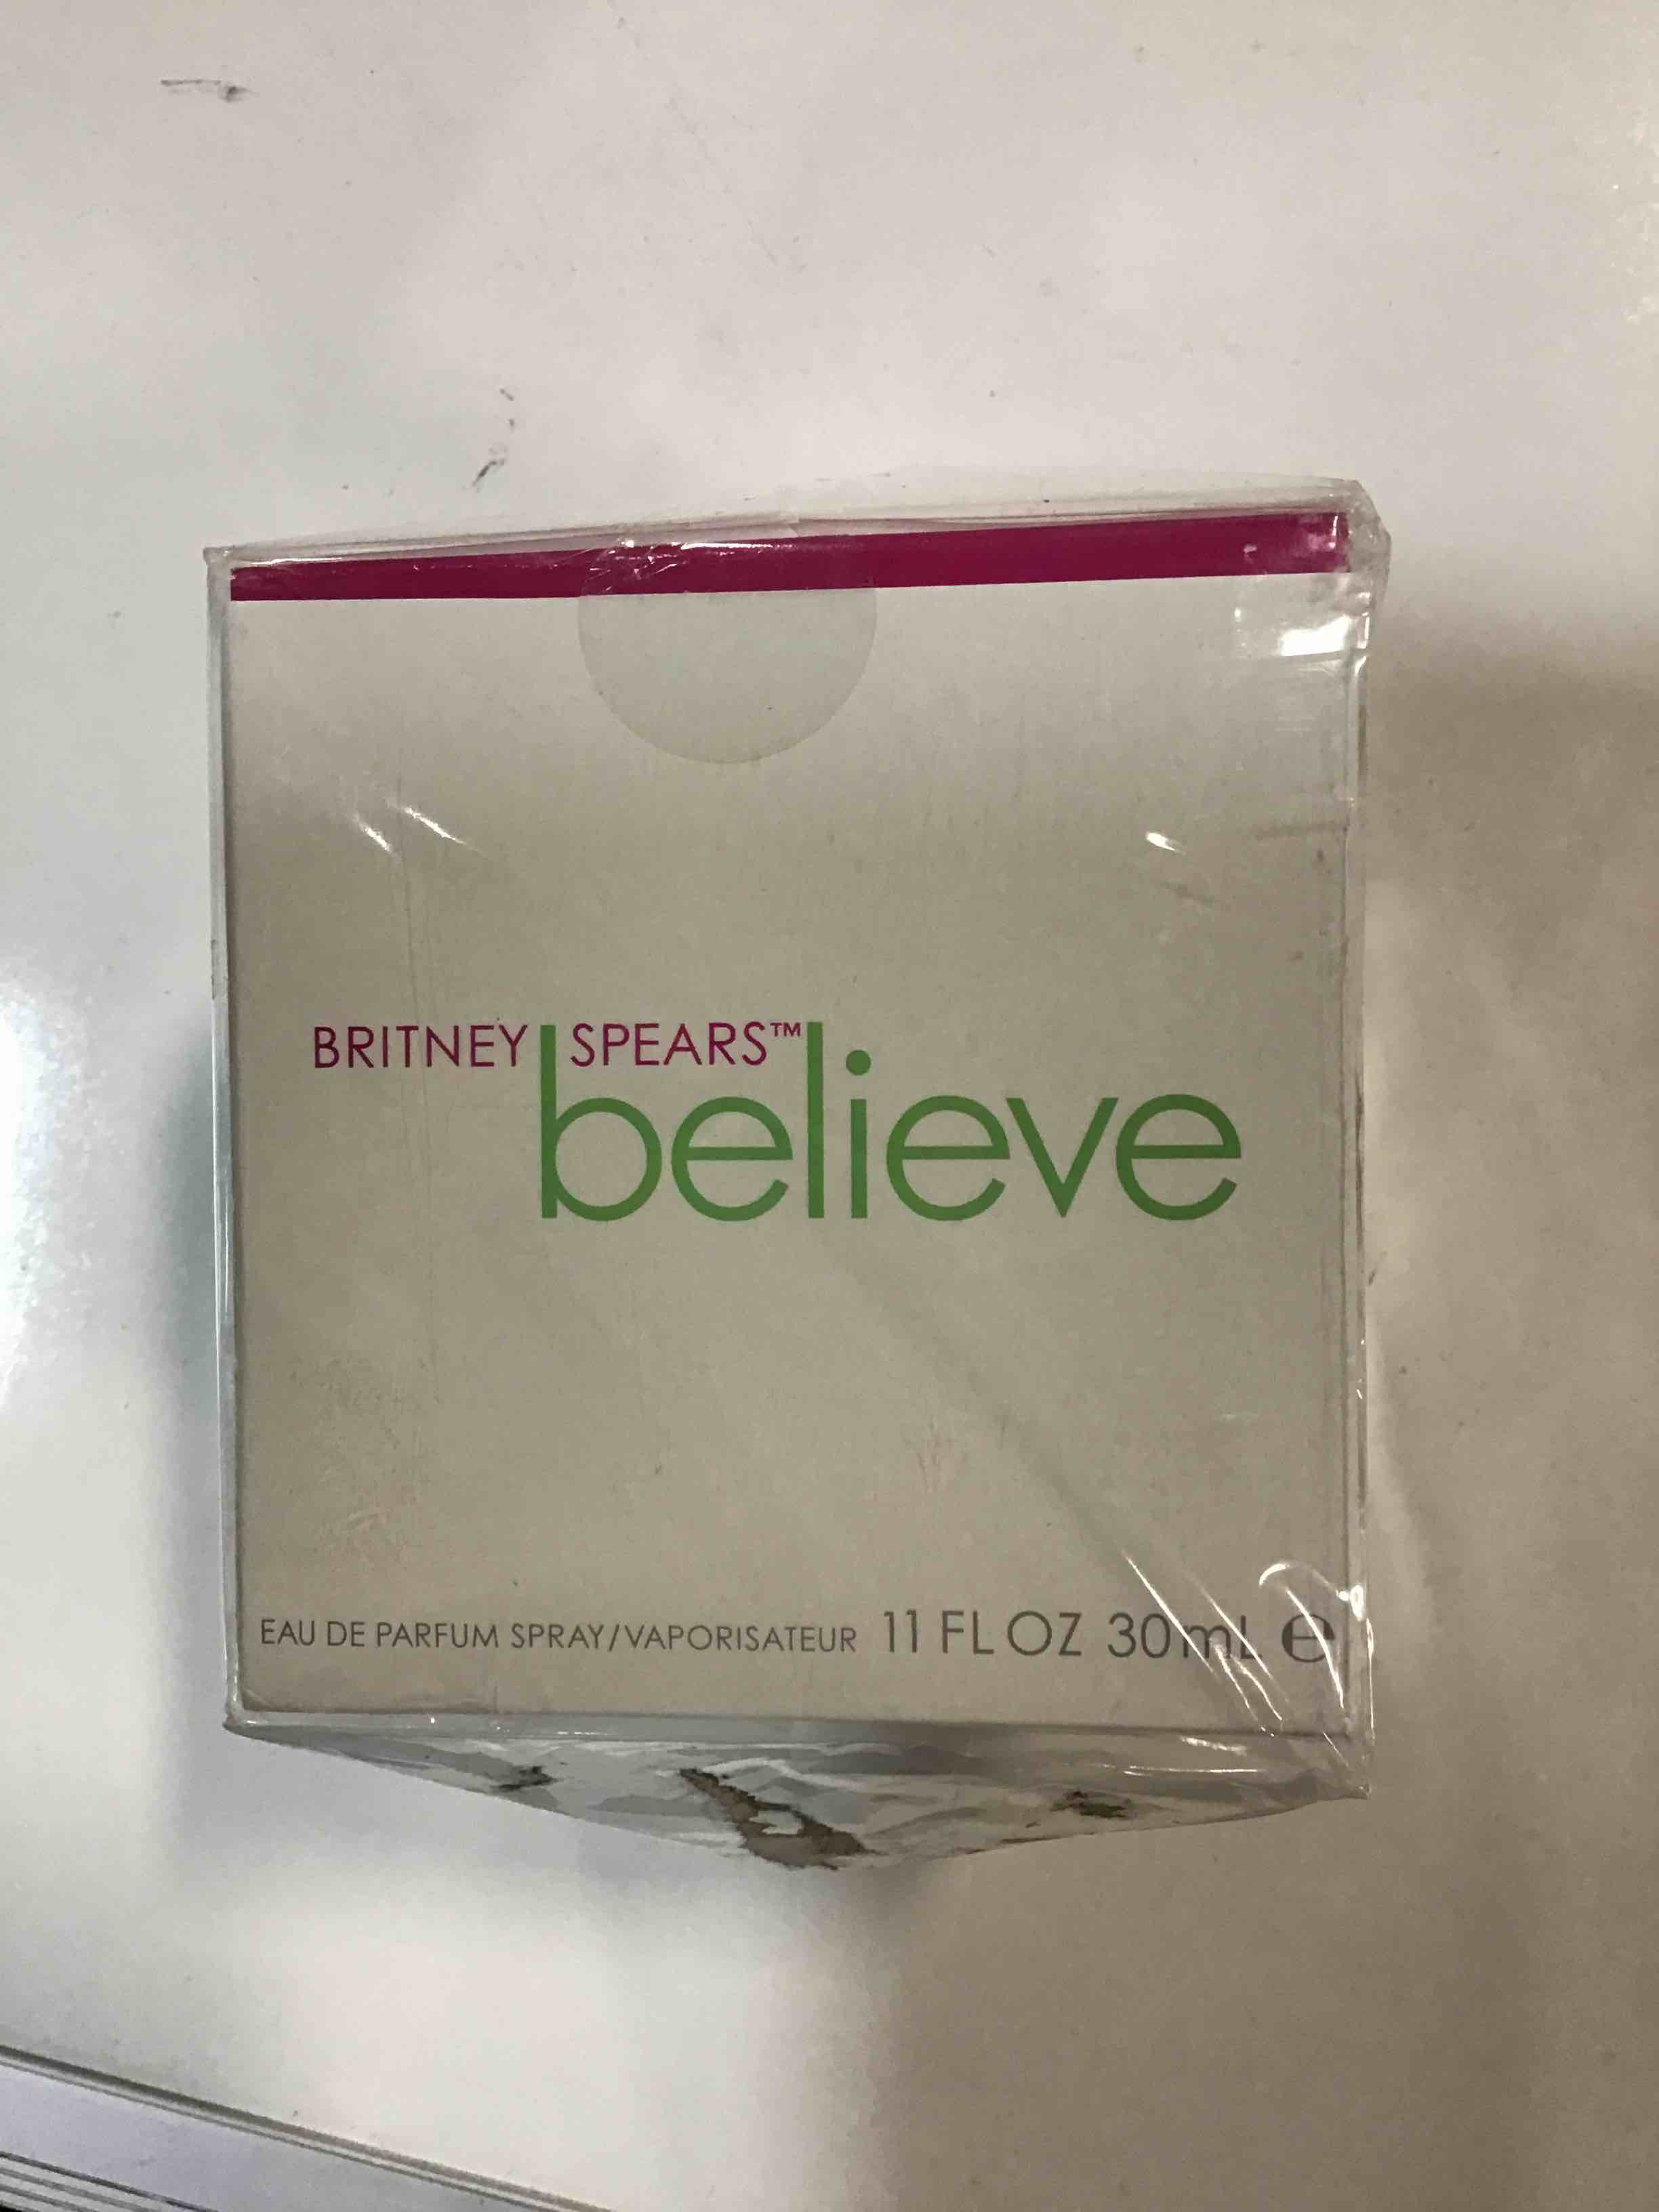 BRITNEY SPEARS™
believe
EAU DE PARFUM SPRAY/VAPORISATEUR 11 FL OZ 30mL e